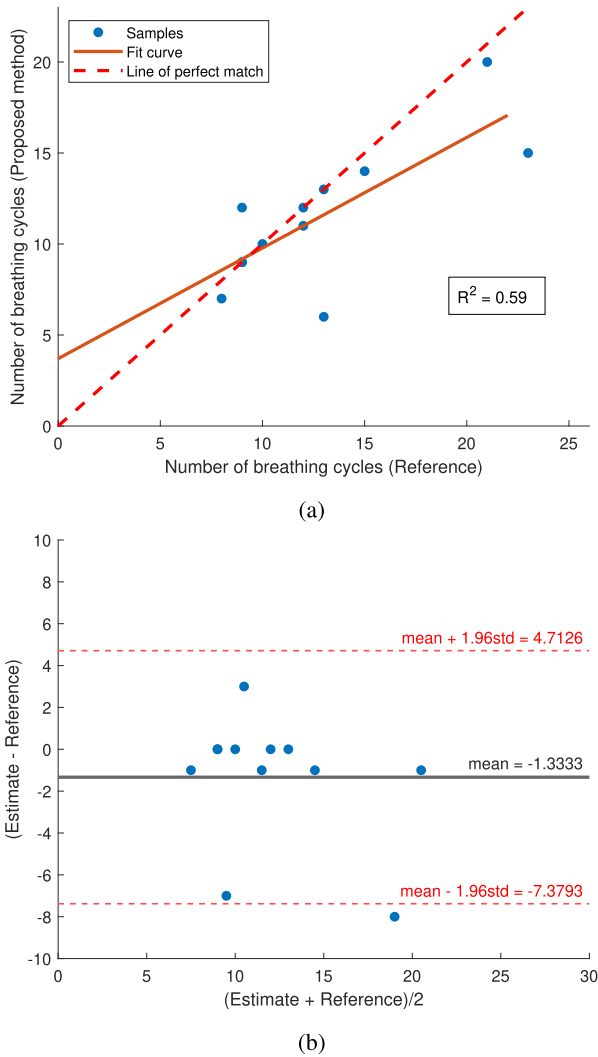 Samples
Fit curve
Line of perfect match
Number of breathing cycles (Proposed method)
20
15
10
5
0
R2 = 0.59
0 5 10 15 20 25
Number of breathing cycles (Reference)
(a)
(Estimate - Reference)
10
8
6
4
2
0
-2
-4
-6
-8
-10
mean + 1.96std = 4.7126
mean = -1.3333
mean - 1.96std = -7.3793
0 5 10 15 20 25 30
(Estimate + Reference)/2
(b)